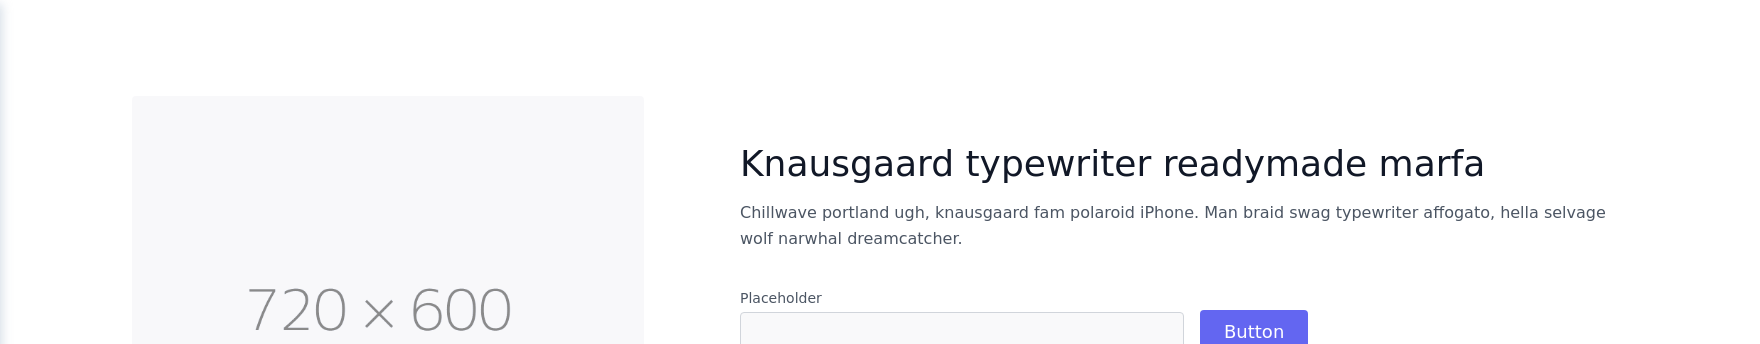 720 × 600
Knausgaard typewriter readymade marfa
Chillwave portland ugh, knausgaard fam polaroid iPhone. Man braid swag typewriter affogato, hella selvage
wolf narwhal dreamcatcher.
Placeholder
Button